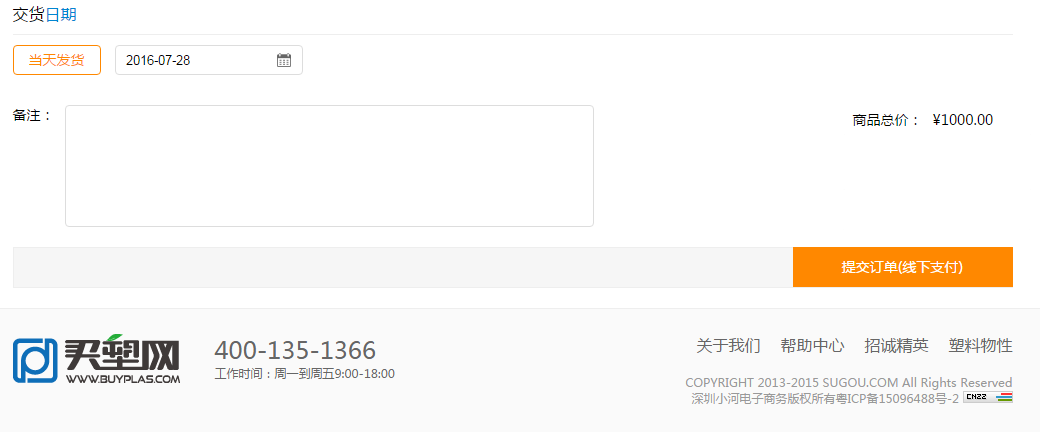 交货日期
当天发货 2016-07-28
备注： 商品总价： ¥1000.00
提交订单(线下支付)
买塑网 400-135-1366 关于我们 帮助中心 招诚精英 塑料物性
WWW.BUYPLAS.COM 工作时间：周一到周五9:00-18:00
COPYRIGHT 2013-2015 SUGOU.COM All Rights Reserved
深圳小河电子商务版权所有粤ICP备15096488号-2 CNZZ